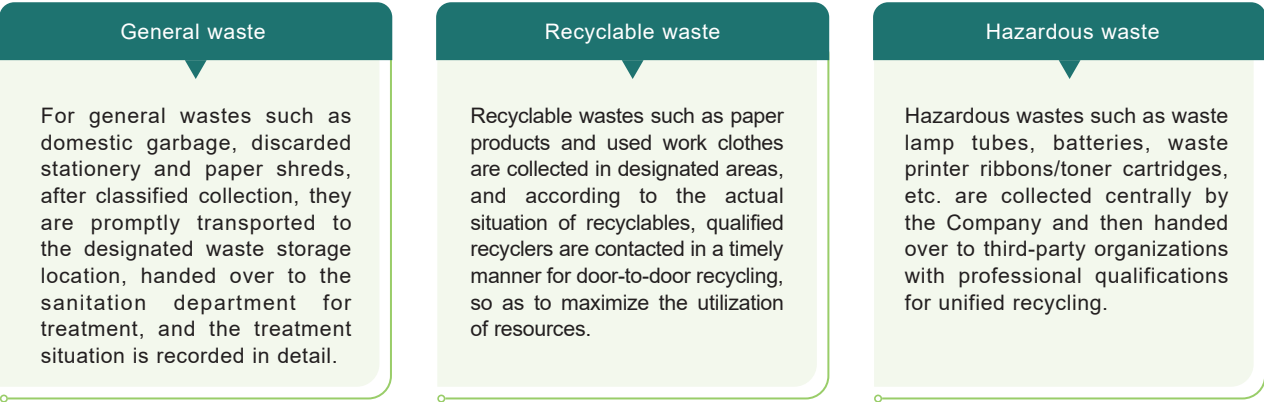 General waste
For general wastes such as
domestic garbage, discarded
stationery and paper shreds,
after classified collection, they
are promptly transported to
the designated waste storage
location, handed over to the
sanitation department for
treatment, and the treatment
situation is recorded in detail.
Recyclable waste
Recyclable wastes such as paper
products and used work clothes
are collected in designated areas,
and according to the actual
situation of recyclables, qualified
recyclers are contacted in a timely
manner for door-to-door recycling,
so as to maximize the utilization
of resources.
Hazardous waste
Hazardous wastes such as waste
lamp tubes, batteries, waste
printer ribbons/toner cartridges,
etc. are collected centrally by
the Company and then handed
over to third-party organizations
with professional qualifications
for unified recycling.